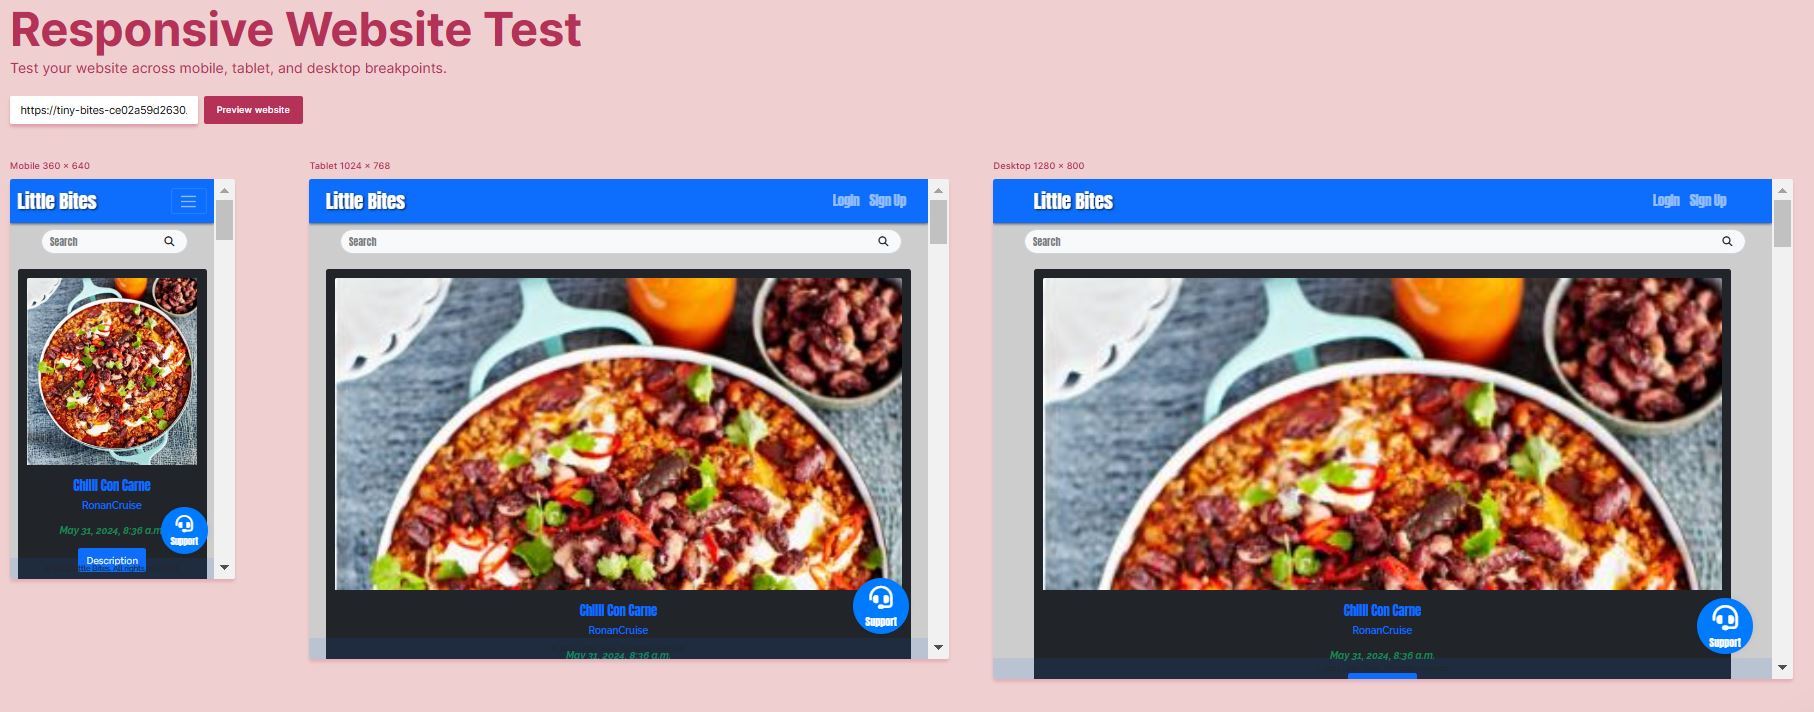 Responsive Website Test
Test your website across mobile, tablet, and desktop breakpoints.
https://tiny-bites-ce02a59d2630.
Preview website
Mobile 360 × 640
Little Bites
Search
Chilli Con Carne
RonanCruise
May 31, 2024, 8:36 a.m
Support
Description
Tablet 1024 × 768
Little Bites
Login Sign Up
Search
Chilli Con Carne
RonanCruise
May 31, 2024, 8:36 a.m.
Support
Desktop 1280 × 800
Little Bites
Login Sign Up
Search
Chilli Con Carne
RonanCruise
May 31, 2024, 8:36 a.m.
Support